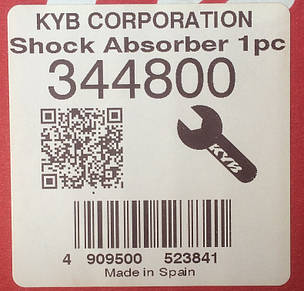 KYB CORPORATION
Shock Absorber 1pc
344800
KYB
4 909500 523841
Made in Spain